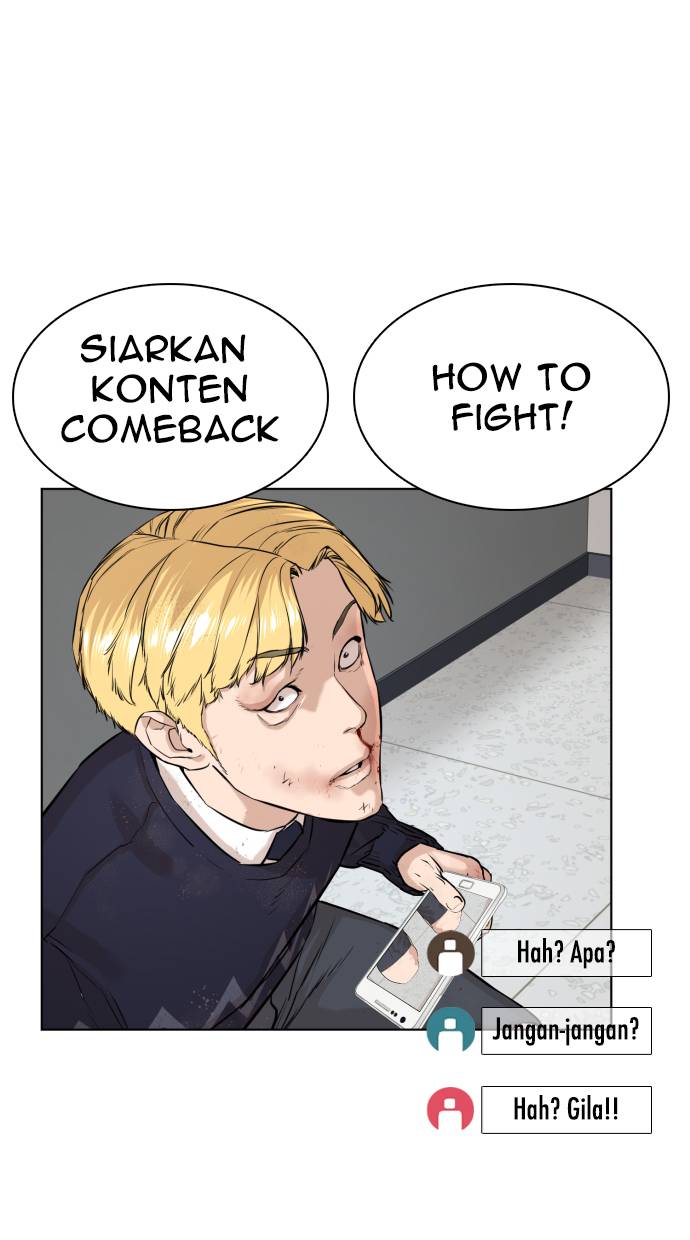 SIARKAN
KONTEN
COMEBACK
HOW TO
FIGHT!
Hah? Apa?
Jangan-jangan?
Hah? Gila!!